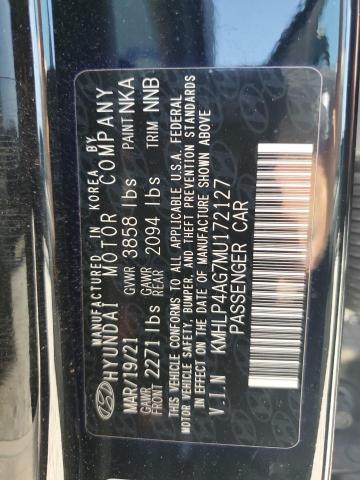 MANUFACTURED IN KOREA BY
HYUNDAI MOTOR COMPANY
MAR/19/21 GVWR 3858 lbs PAINT NKA
GAWR FRONT 2271 lbs GAWR REAR 2094 lbs TRIM NNB
THIS VEHICLE CONFORMS TO ALL APPLICABLE U.S.A. FEDERAL
MOTOR VEHICLE SAFETY, BUMPER, AND THEFT PREVENTION STANDARDS
IN EFFECT ON THE DATE OF MANUFACTURE SHOWN ABOVE
V.I.N KMHLP4AG7MU172127
PASSENGER CAR